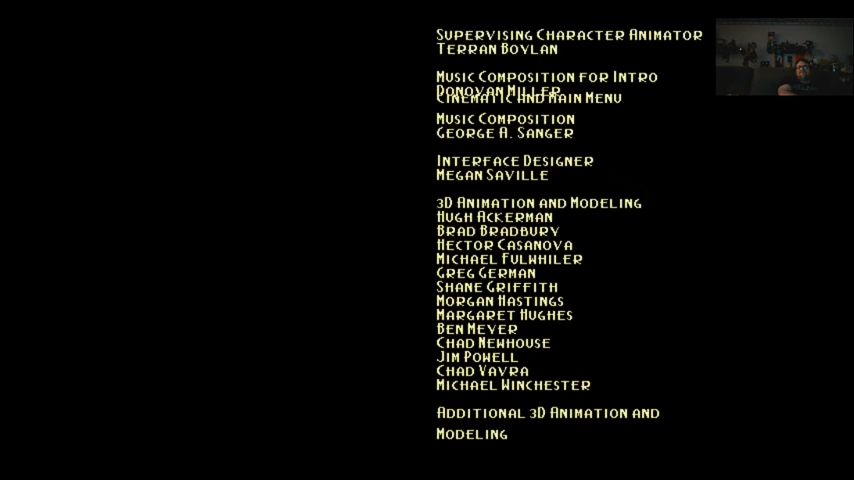 Supervising Character Animator
Terran Boylan
Music Composition for Intro
Donovan Miller
Cinematic and Main Menu
Music Composition
George A. Sanger
Interface Designer
Megan Saville
3D Animation and Modeling
Hugh Ackerman
Brad Bradbury
Hector Casanova
Michael Fulwhiler
Greg German
Shane Griffith
Morgan Hastings
Margaret Hughes
Ben Meyer
Chad Newhouse
Jim Powell
Chad Vavra
Michael Winchester
Additional 3D Animation and
Modeling